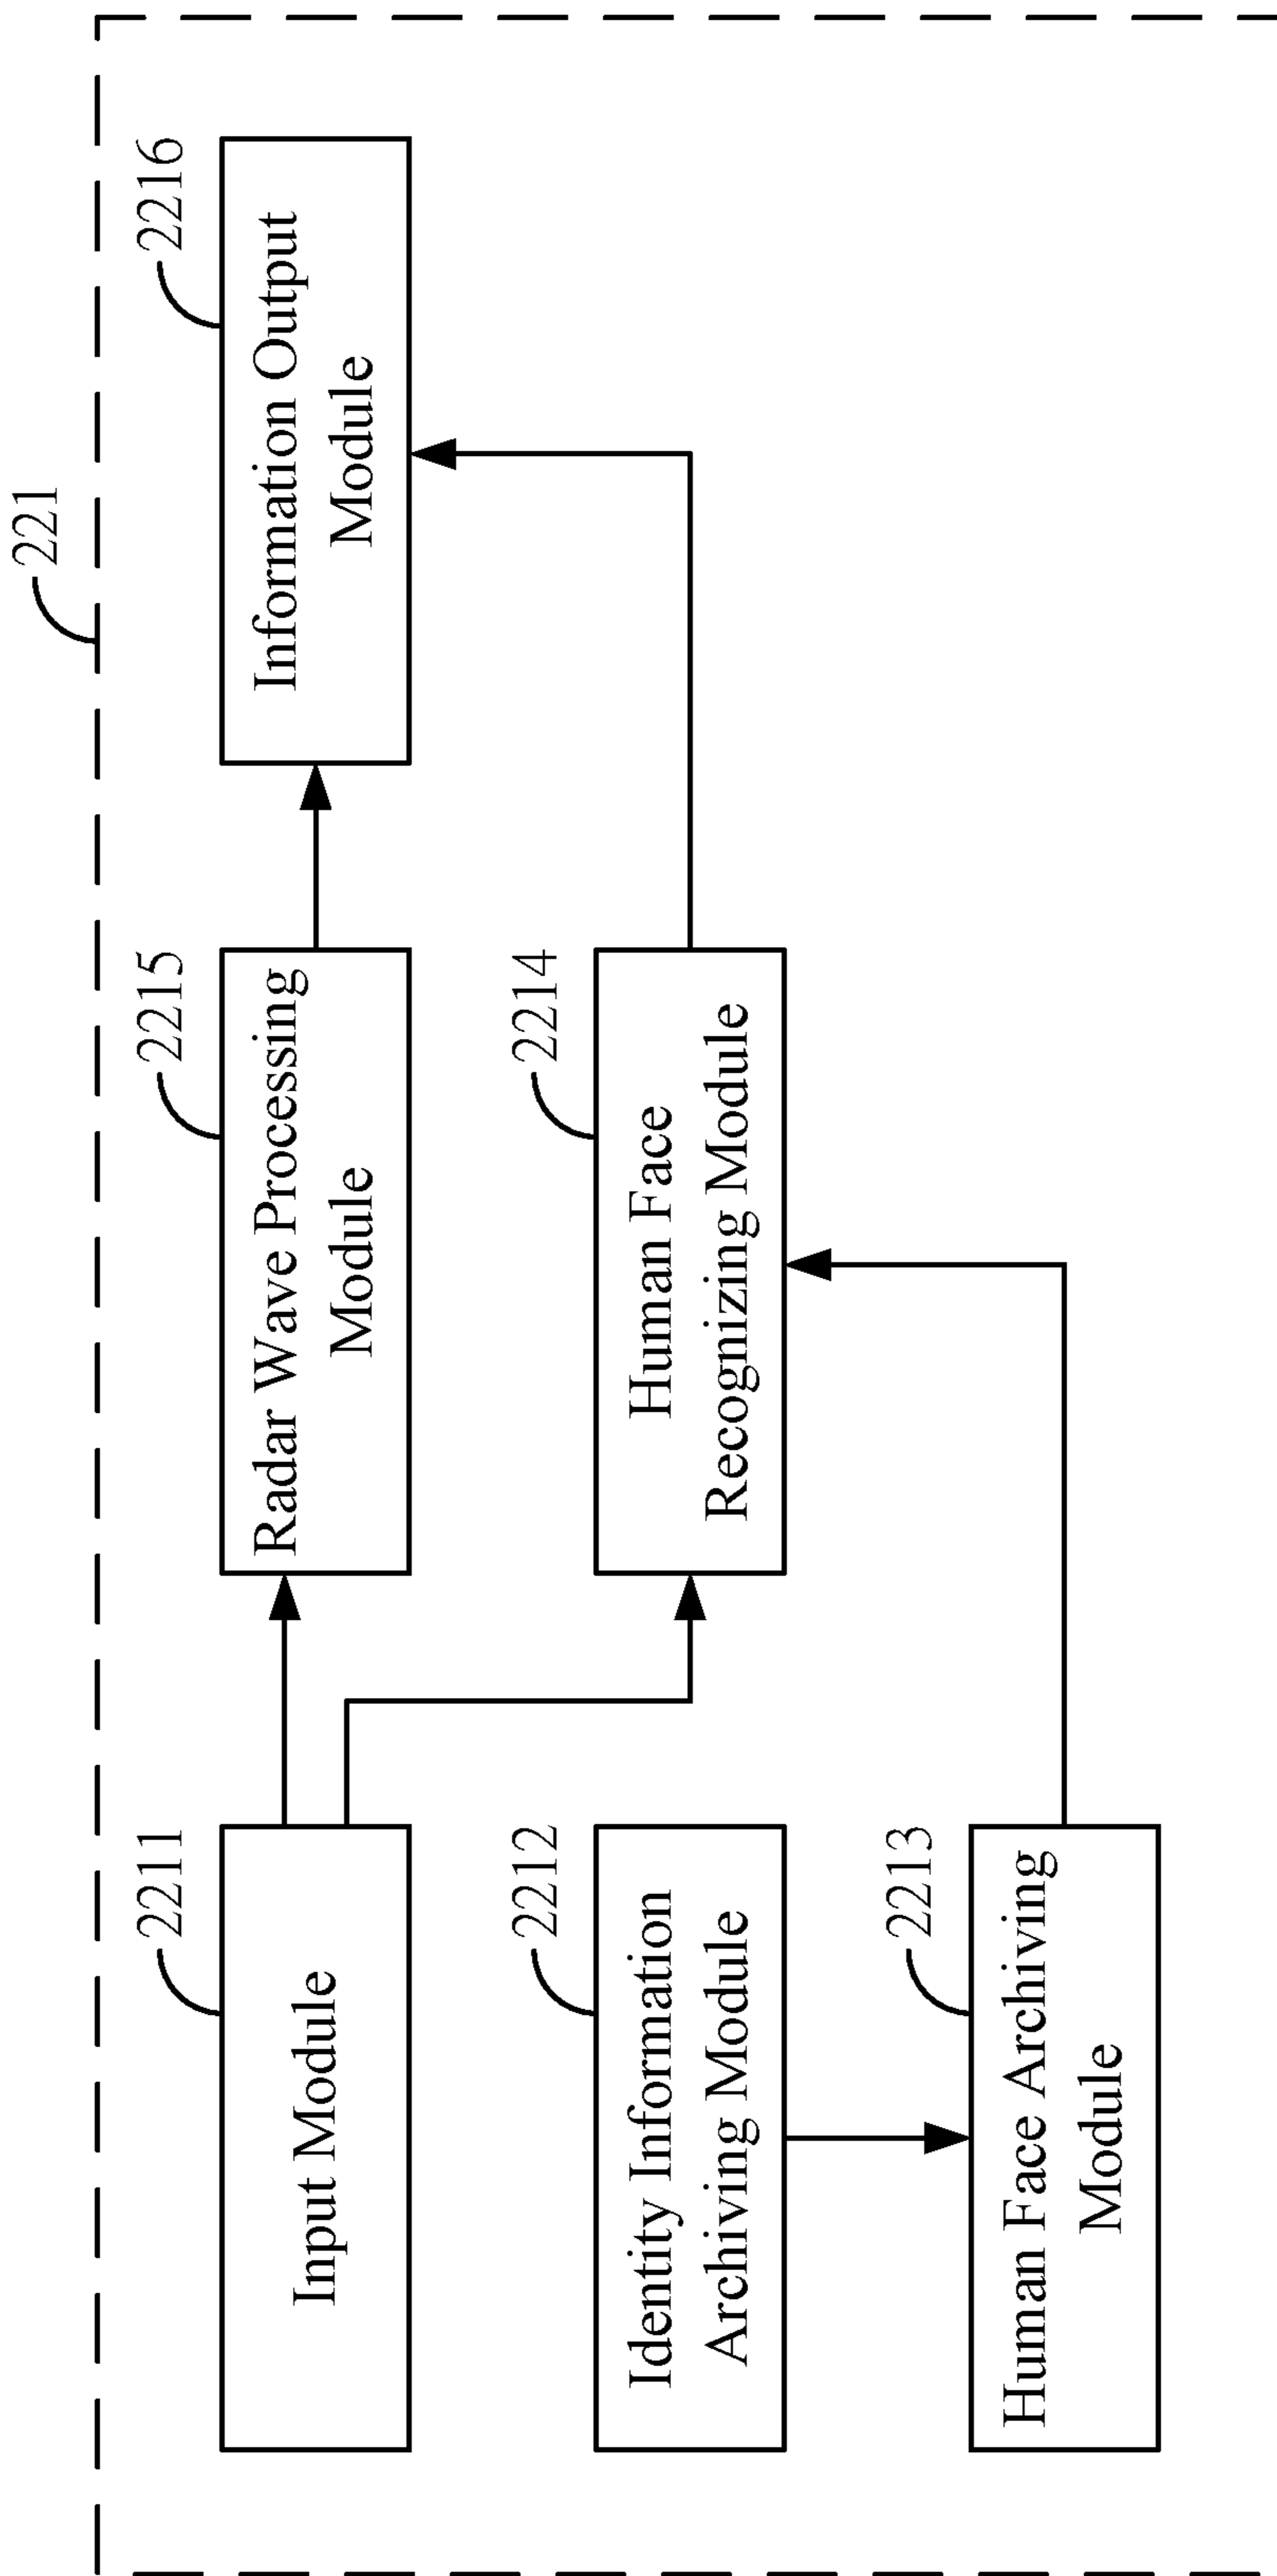 221
2211
Input Module
2215
Radar Wave Processing
Module
2216
Information Output
Module
2212
Identity Information
Archiving Module
2214
Human Face
Recognizing Module
2213
Human Face Archiving
Module